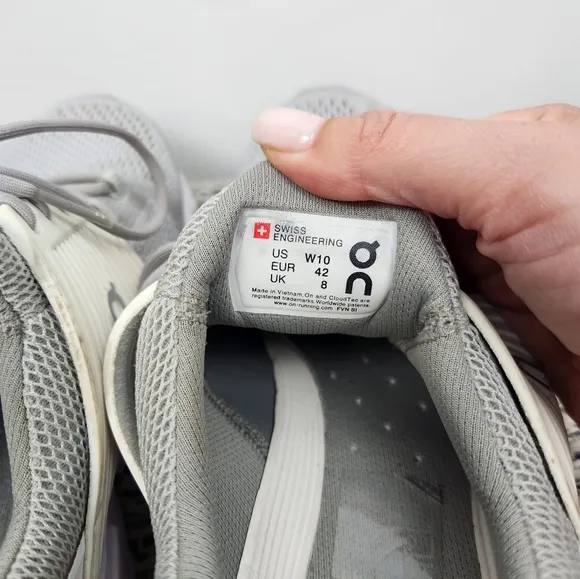 SWISS
ENGINEERING
on
US W10
EUR 42
UK 8
Made in Vietnam. On and CloudTec are
registered trademarks. Worldwide patents.
www.on-running.com FVN SI